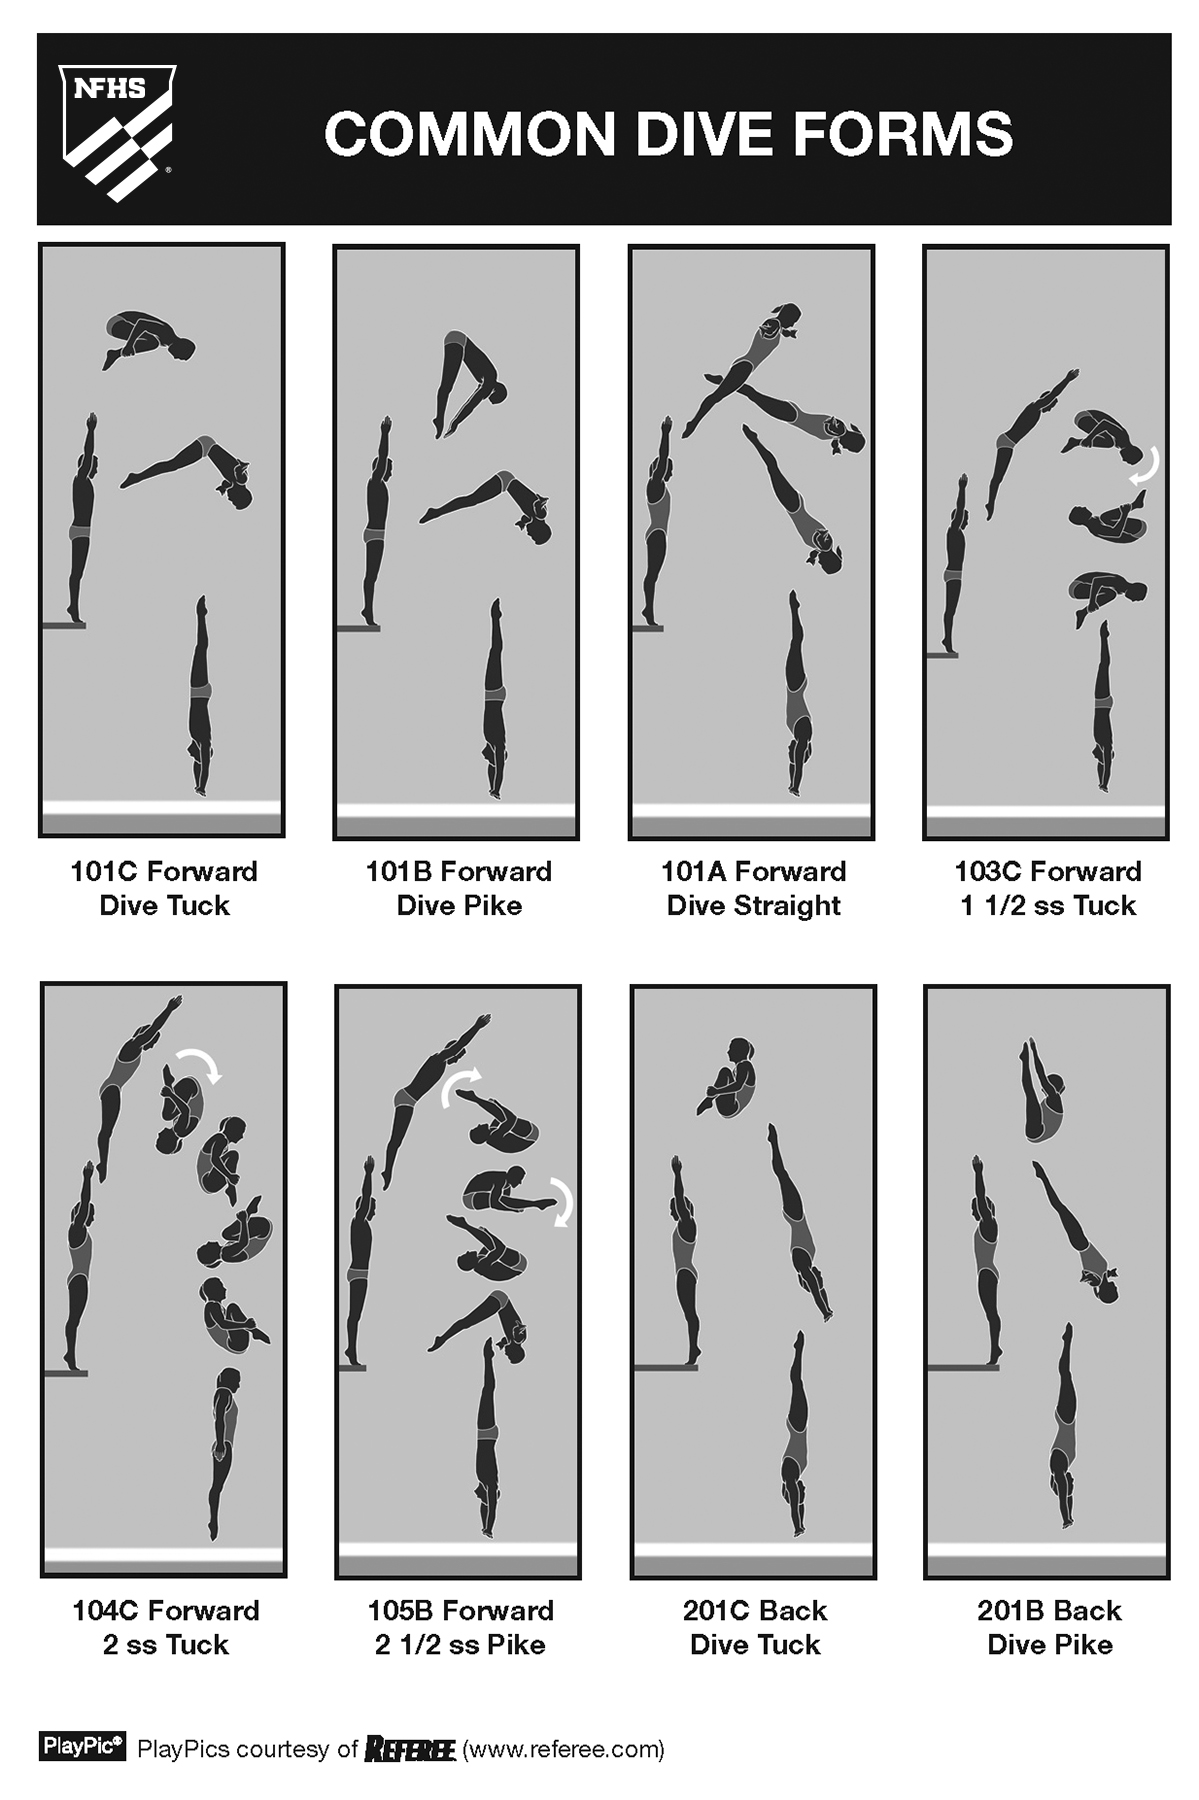 NFHS
®
COMMON DIVE FORMS
101C Forward
Dive Tuck
101B Forward
Dive Pike
101A Forward
Dive Straight
103C Forward
1 1/2 ss Tuck
104C Forward
2 ss Tuck
105B Forward
2 1/2 ss Pike
201C Back
Dive Tuck
201B Back
Dive Pike
PlayPic® PlayPics courtesy of REFEREE (www.referee.com)